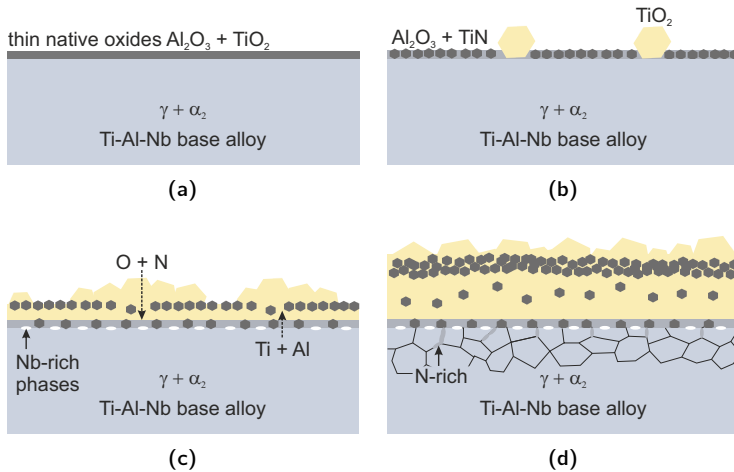 thin native oxides Al₂O₃ + TiO₂
γ + α₂
Ti-Al-Nb base alloy
(a)
TiO₂
Al₂O₃ + TiN
γ + α₂
Ti-Al-Nb base alloy
(b)
O + N
Nb-rich
phases
Ti + Al
γ + α₂
Ti-Al-Nb base alloy
(c)
N-rich
γ + α₂
Ti-Al-Nb base alloy
(d)